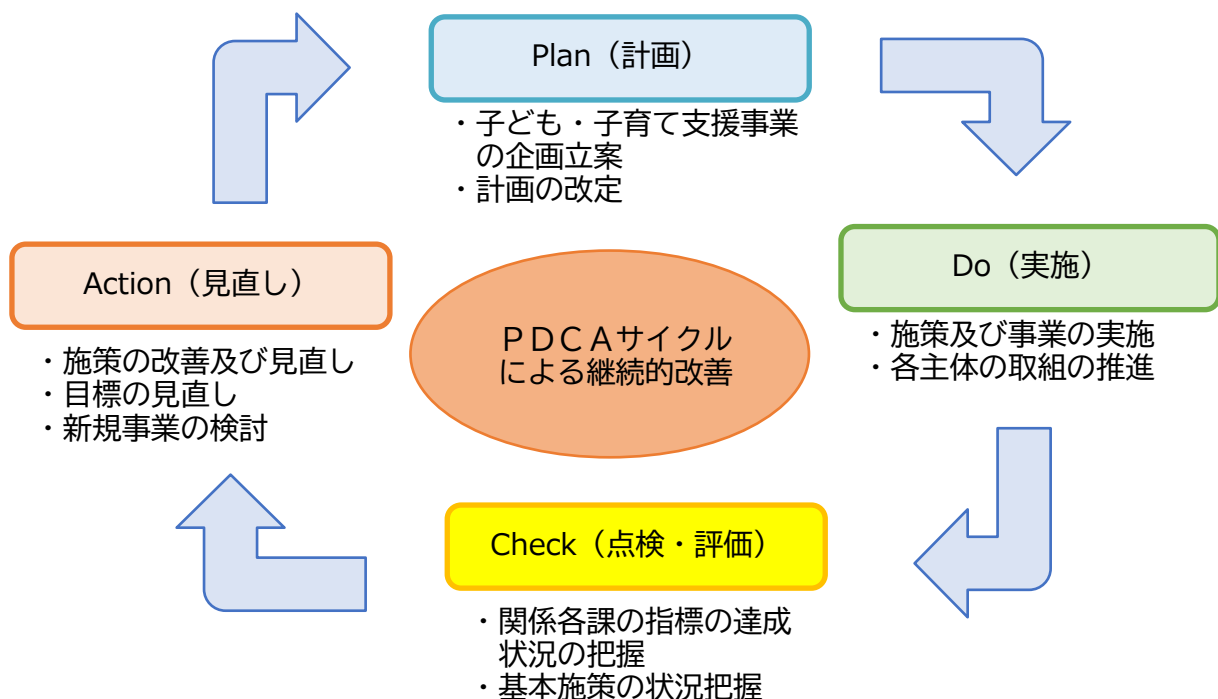 Plan（計画）
・子ども・子育て支援事業
の企画立案
・計画の改定
Do（実施）
・施策及び事業の実施
・各主体の取組の推進
Check（点検・評価）
・関係各課の指標の達成
状況の把握
・基本施策の状況把握
Action（見直し）
・施策の改善及び見直し
・目標の見直し
・新規事業の検討
ＰＤＣＡサイクル
による継続的改善